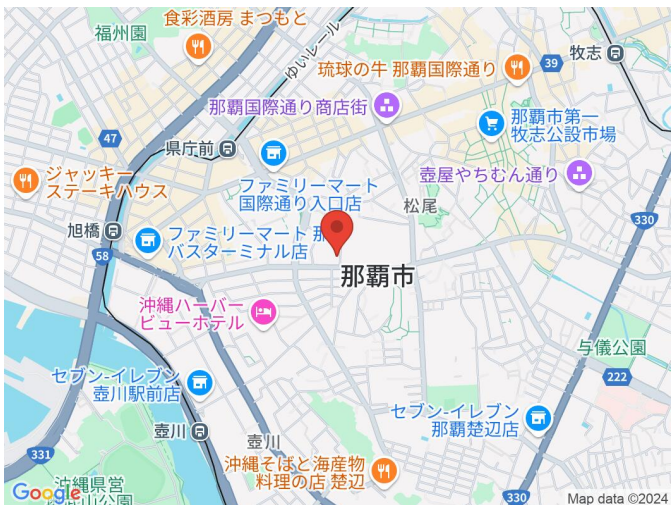 食彩酒房 まつもと
福州園
ゆいレール
牧志
琉球の牛 那覇国際通り
39
那覇国際通り商店街
那覇市第一
牧志公設市場
47
県庁前
ジャッキー
ステーキハウス
ファミリーマート
国際通り入口店
壺屋やちむん通り
松尾
330
旭橋
58
ファミリーマート 那
バスターミナル店
那覇市
沖縄ハーバー
ビューホテル
与儀公園
222
セブン-イレブン
壺川駅前店
セブン-イレブン
那覇楚辺店
壺川
壺川
331
沖縄そばと海産物
料理の店 楚辺
沖縄県営
山公園
330
Google
Map data ©2024